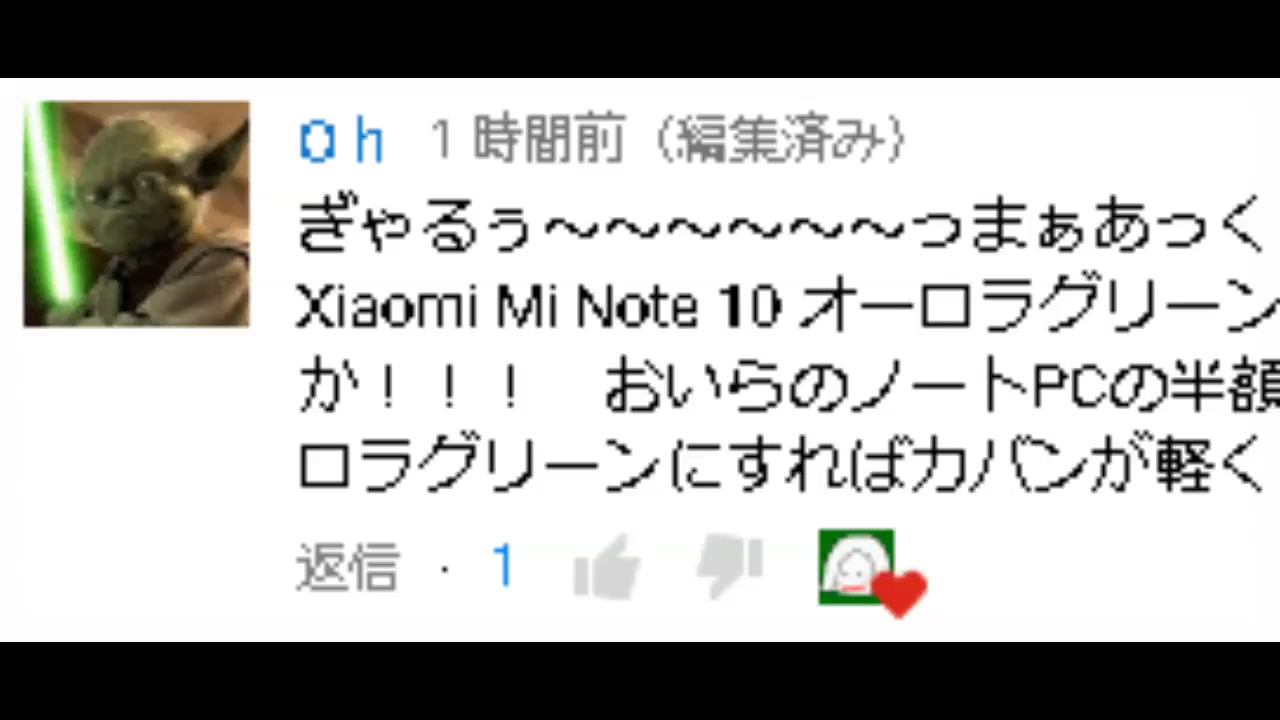 o h 1 時間前（編集済み）
ぎゃるぅ～～～～～～っまぁあっく
Xiaomi Mi Note 10 オーロラグリーン
か！！！　おいらのノートPCの半額
ロラグリーンにすればカバンが軽く
返信 · 1